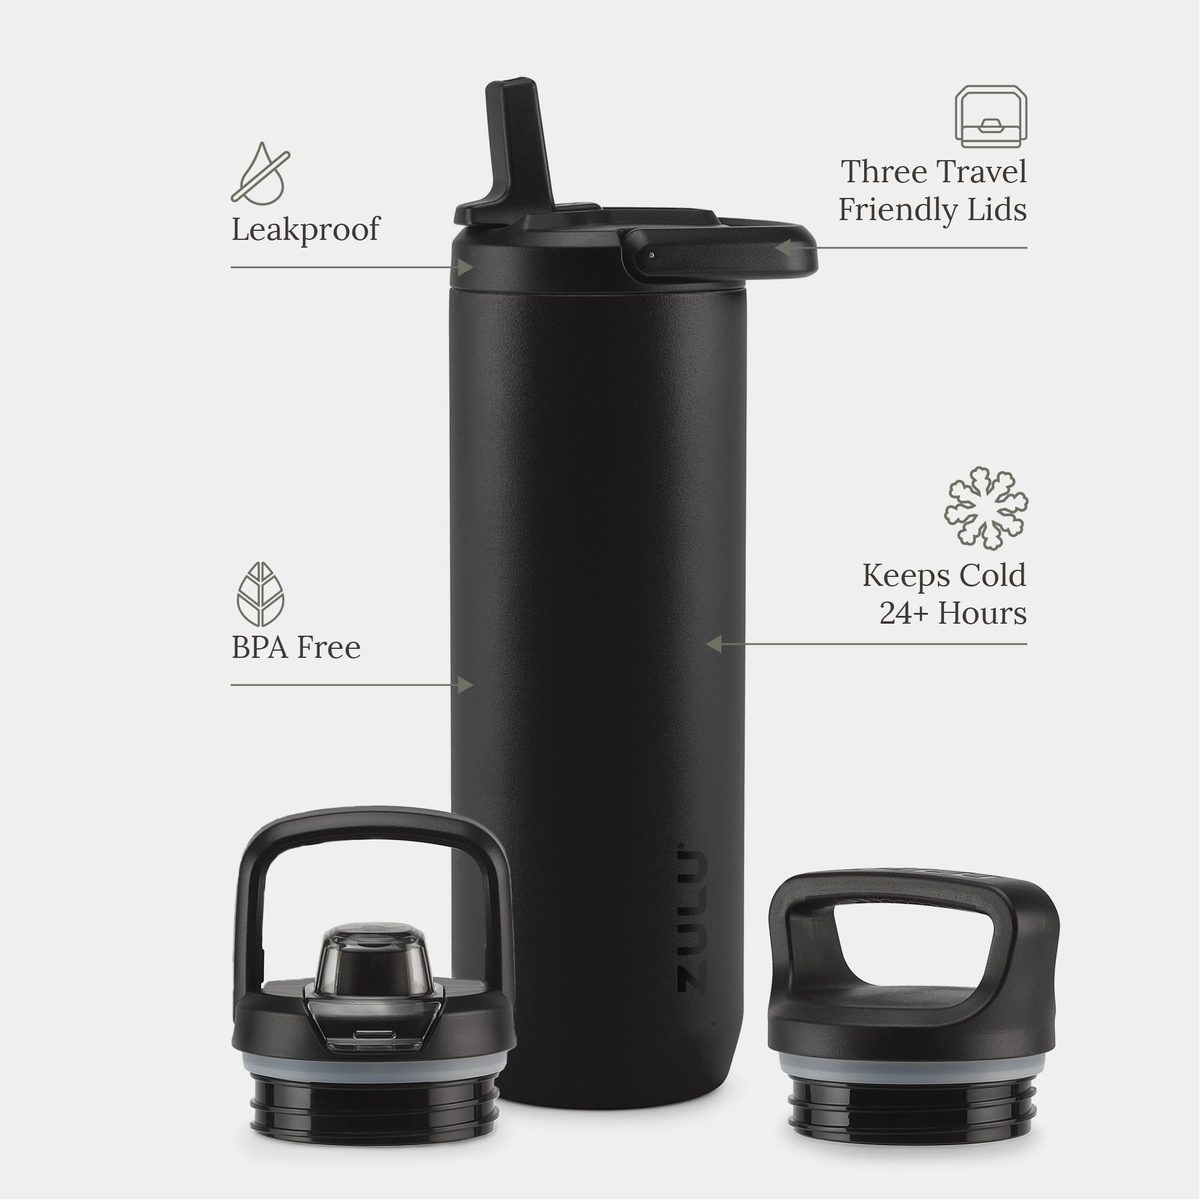 Leakproof
Three Travel
Friendly Lids
Keeps Cold
24+ Hours
BPA Free
ZULU®